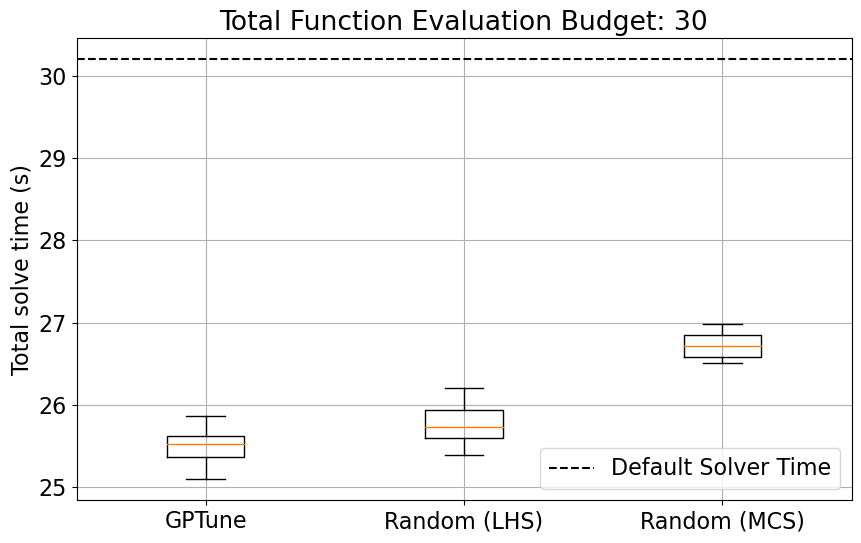 Total Function Evaluation Budget: 30
Total solve time (s)
30
29
28
27
26
25
GPTune
Random (LHS)
Random (MCS)
Default Solver Time